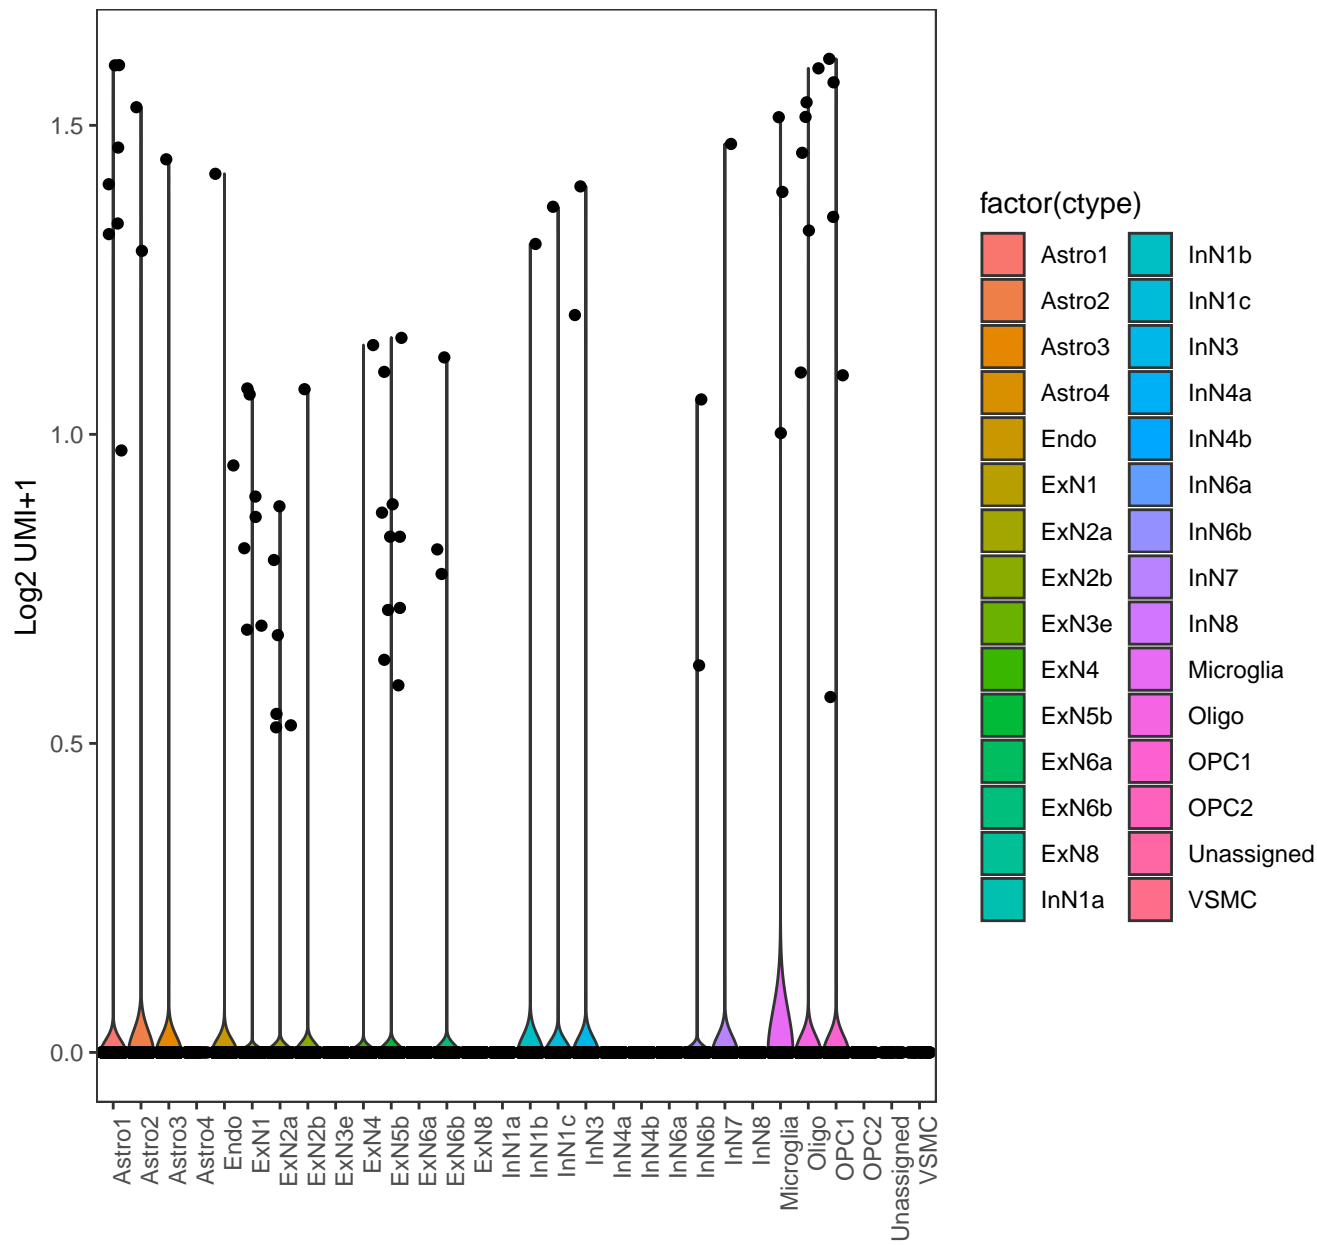 Log2 UMI+1
1.5
1.0
0.5
0.0
Astro1
Astro2
Astro3
Astro4
Endo
ExN1
ExN2a
ExN2b
ExN3e
ExN4
ExN5b
ExN6a
ExN6b
ExN8
InN1a
InN1b
InN1c
InN3
InN4a
InN4b
InN6a
InN6b
InN7
InN8
Microglia
Oligo
OPC1
OPC2
Unassigned
VSMC
factor(ctype)
Astro1
Astro2
Astro3
Astro4
Endo
ExN1
ExN2a
ExN2b
ExN3e
ExN4
ExN5b
ExN6a
ExN6b
ExN8
InN1a
InN1b
InN1c
InN3
InN4a
InN4b
InN6a
InN6b
InN7
InN8
Microglia
Oligo
OPC1
OPC2
Unassigned
VSMC